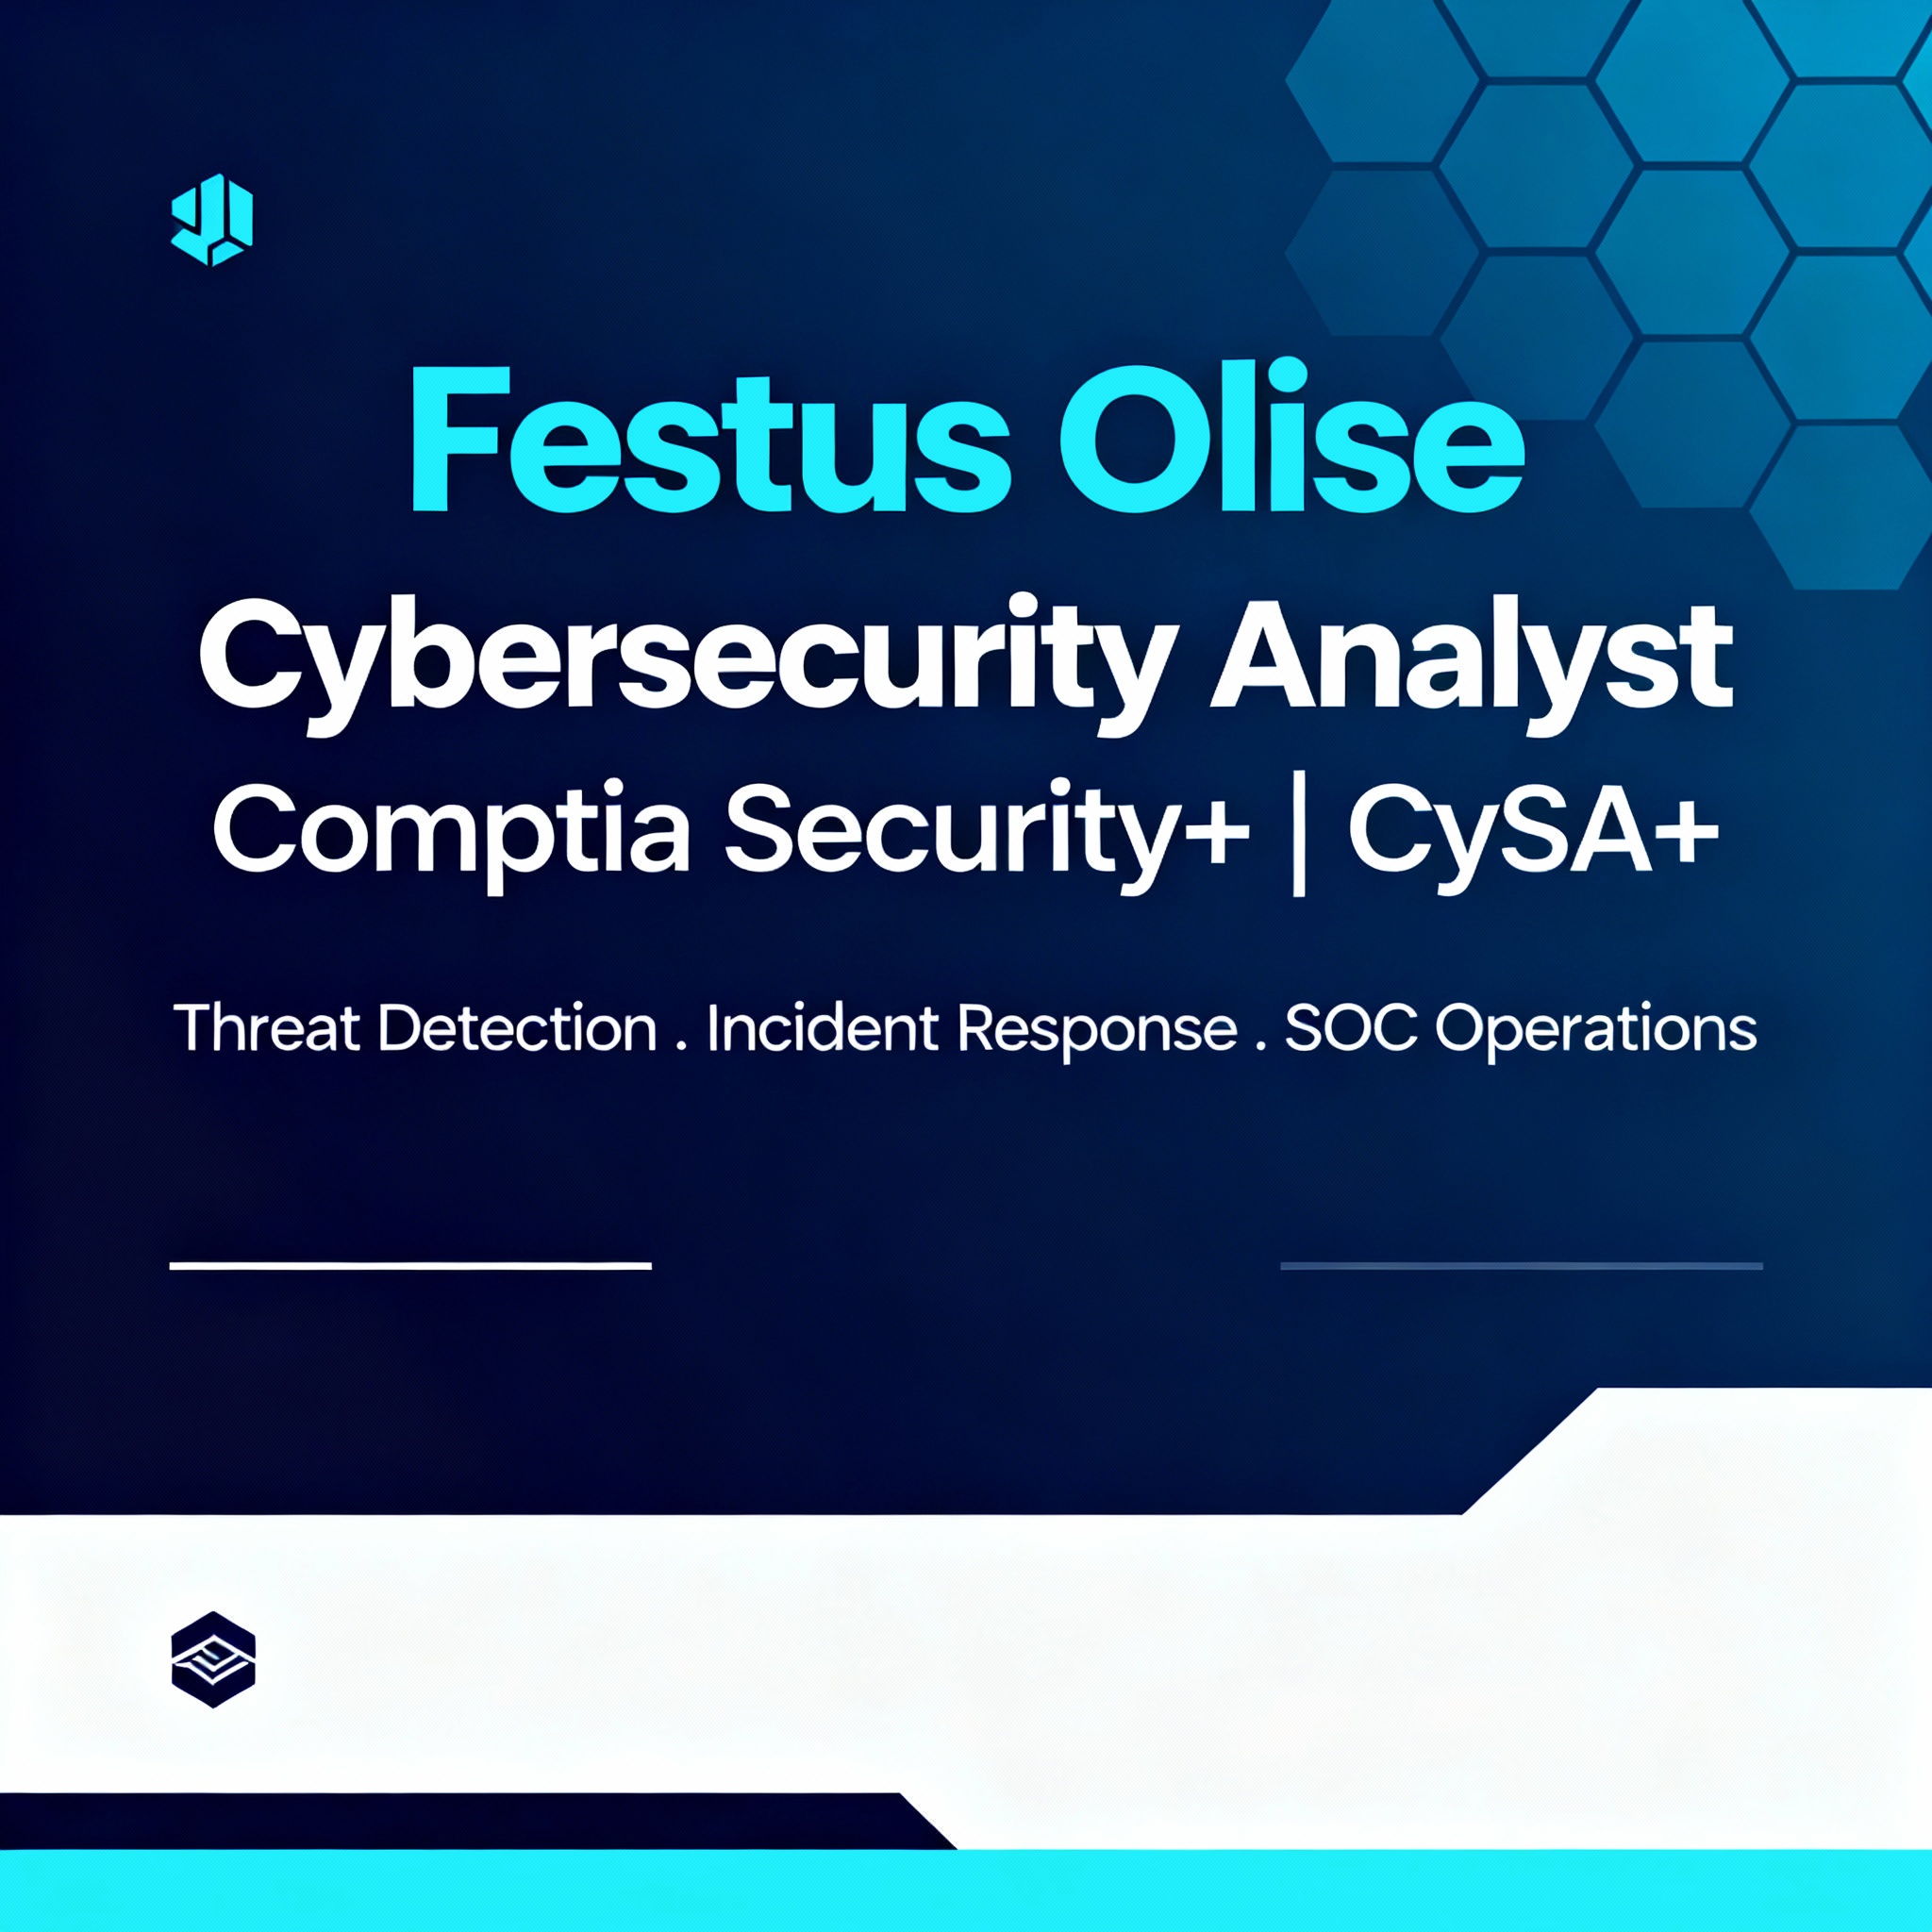 Festus Olise
Cybersecurity Analyst
Comptia Security+ | CySA+
Threat Detection . Incident Response . SOC Operations